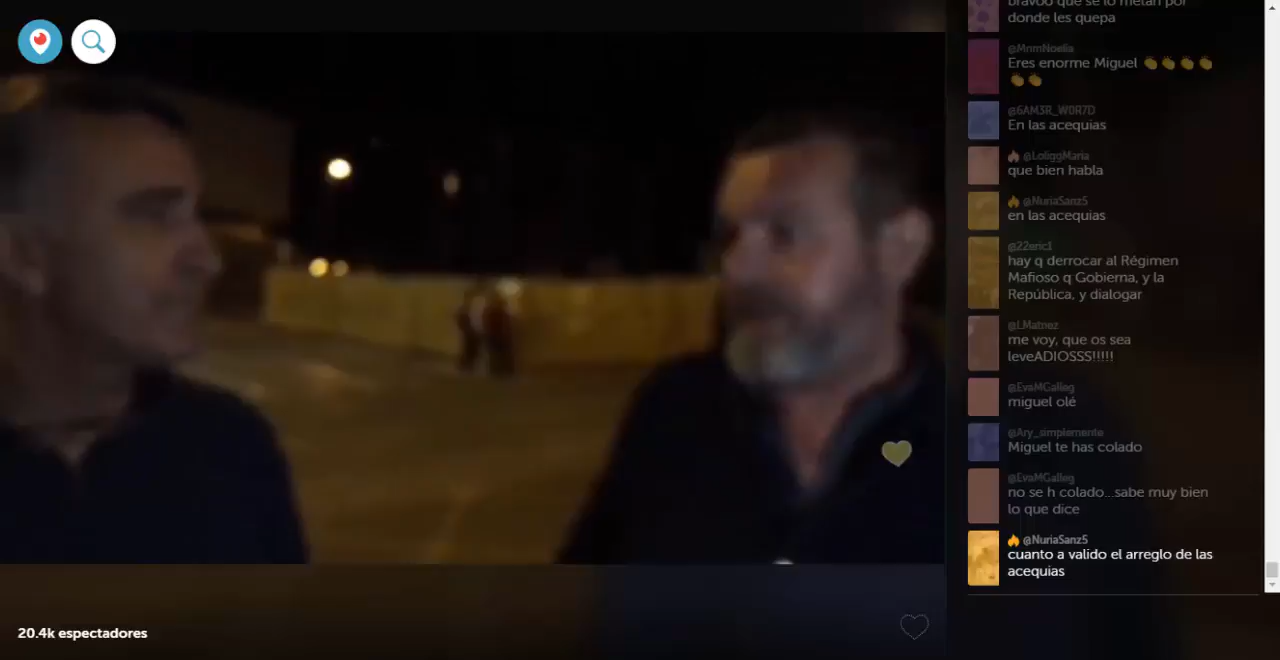 bravoo que se lo metan por
donde les quepa
@MnmNoelia
Eres enorme Miguel 👏👏👏👏
👏👏
@6AM3R_W0R7D
En las acequias
@LoliggMaria
que bien habla
@NuriaSanz5
en las acequias
@22eric1
hay q derrocar al Régimen
Mafioso q Gobierna, y la
República, y dialogar
@LMatnez
me voy, que os sea
leveADIOSSS!!!!!
@EvaMGalleg
miguel olé
@Ary_simplemente
Miguel te has colado
@EvaMGalleg
no se h colado...sabe muy bien
lo que dice
@NuriaSanz5
cuanto a valido el arreglo de las
acequias
20.4k espectadores